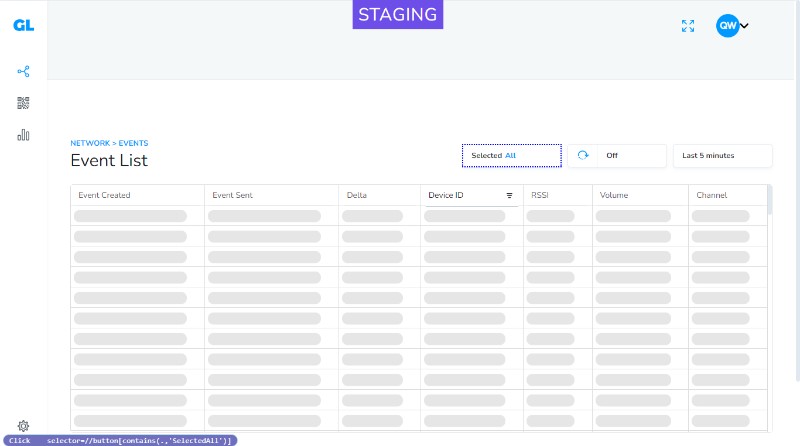 STAGING
GL
QW
NETWORK > EVENTS
Event List
Selected All
Off
Last 5 minutes
Event Created Event Sent Delta Device ID RSSI Volume Channel
Click selector=//button[contains(.,'SelectedAll')]